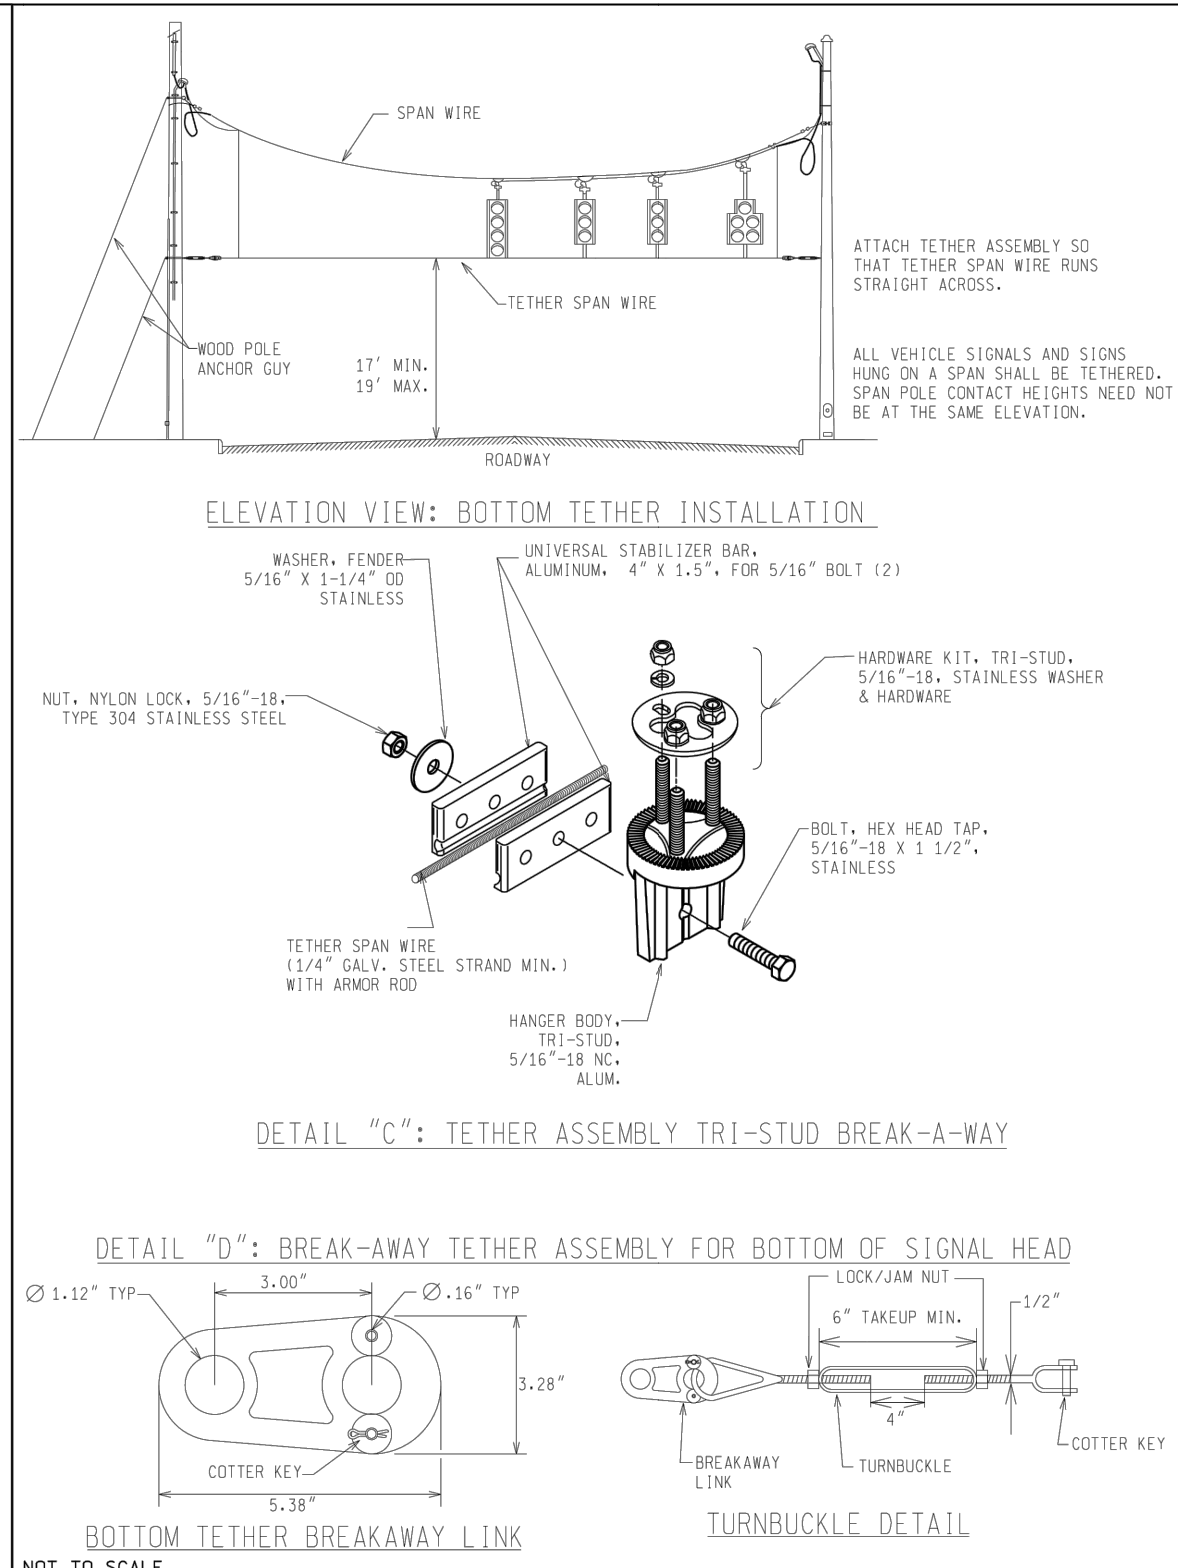 SPAN WIRE
ATTACH TETHER ASSEMBLY SO
THAT TETHER SPAN WIRE RUNS
STRAIGHT ACROSS.
TETHER SPAN WIRE
WOOD POLE
ANCHOR GUY
17' MIN.
19' MAX.
ALL VEHICLE SIGNALS AND SIGNS
HUNG ON A SPAN SHALL BE TETHERED.
SPAN POLE CONTACT HEIGHTS NEED NOT
BE AT THE SAME ELEVATION.
ROADWAY
ELEVATION VIEW: BOTTOM TETHER INSTALLATION
WASHER, FENDER
5/16" X 1-1/4" OD
STAINLESS
UNIVERSAL STABILIZER BAR,
ALUMINUM, 4" X 1.5", FOR 5/16" BOLT (2)
HARDWARE KIT, TRI-STUD,
5/16"-18, STAINLESS WASHER
& HARDWARE
NUT, NYLON LOCK, 5/16"-18,
TYPE 304 STAINLESS STEEL
BOLT, HEX HEAD TAP,
5/16"-18 X 1 1/2",
STAINLESS
TETHER SPAN WIRE
(1/4" GALV. STEEL STRAND MIN.)
WITH ARMOR ROD
HANGER BODY,
TRI-STUD,
5/16"-18 NC,
ALUM.
DETAIL "C": TETHER ASSEMBLY TRI-STUD BREAK-A-WAY
DETAIL "D": BREAK-AWAY TETHER ASSEMBLY FOR BOTTOM OF SIGNAL HEAD
Ø 1.12" TYP
3.00"
Ø.16" TYP
3.28"
COTTER KEY
5.38"
BOTTOM TETHER BREAKAWAY LINK
LOCK/JAM NUT
6" TAKEUP MIN.
1/2"
4"
BREAKAWAY
LINK
TURNBUCKLE
COTTER KEY
TURNBUCKLE DETAIL
NOT TO SCALE